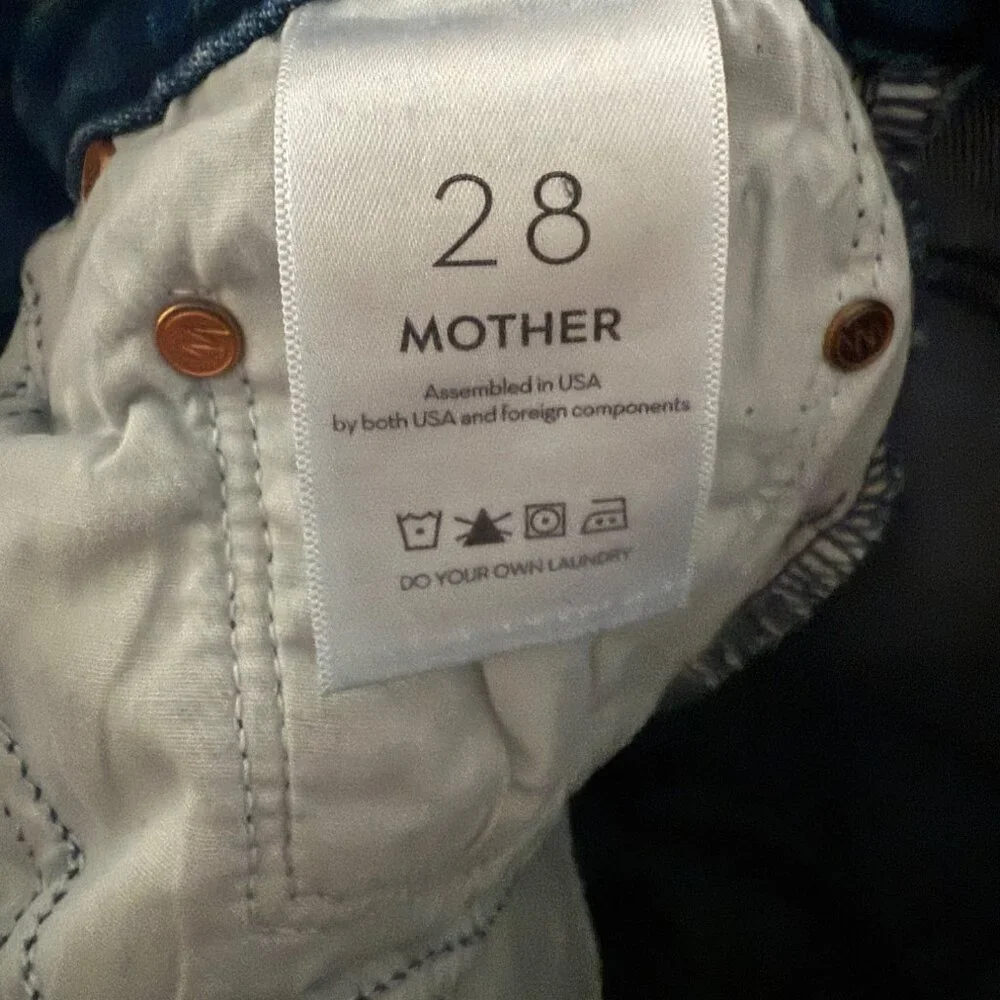 28
MOTHER
Assembled in USA
by both USA and foreign components
DO YOUR OWN LAUNDRY